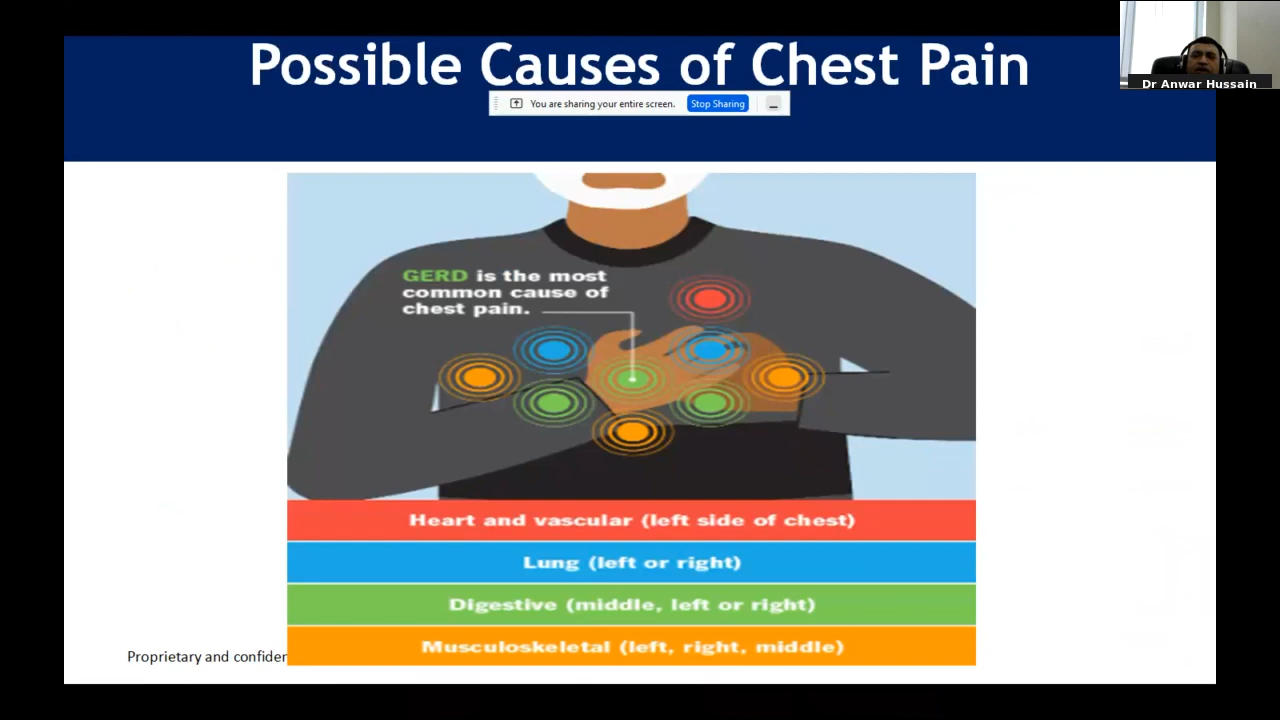 Possible Causes of Chest Pain
You are sharing your entire screen.
Stop Sharing
Dr Anwar Hussain
GERD is the most
common cause of
chest pain.
Heart and vascular (left side of chest)
Lung (left or right)
Digestive (middle, left or right)
Musculoskeletal (left, right, middle)
Proprietary and confiden